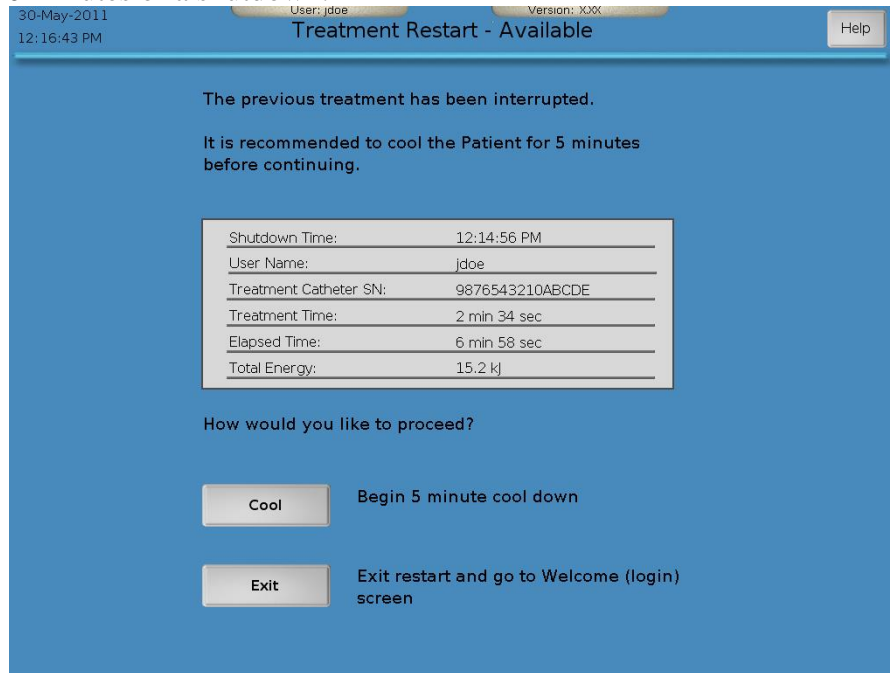 30-May-2011
User: jdoe
Version: X.XX
Treatment Restart - Available
Help
12:16:43 PM
The previous treatment has been interrupted.
It is recommended to cool the Patient for 5 minutes
before continuing.
Shutdown Time: 12:14:56 PM
User Name: jdoe
Treatment Catheter SN: 9876543210ABCDE
Treatment Time: 2 min 34 sec
Elapsed Time: 6 min 58 sec
Total Energy: 15.2 kJ
How would you like to proceed?
Cool Begin 5 minute cool down
Exit Exit restart and go to Welcome (login)
screen